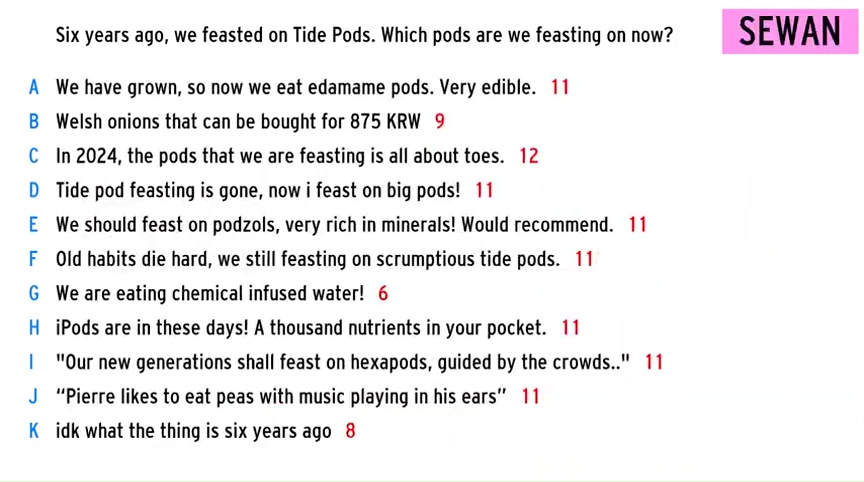 Six years ago, we feasted on Tide Pods. Which pods are we feasting on now?
SEWAN
A We have grown, so now we eat edamame pods. Very edible. 11
B Welsh onions that can be bought for 875 KRW 9
C In 2024, the pods that we are feasting is all about toes. 12
D Tide pod feasting is gone, now i feast on big pods! 11
E We should feast on podzols, very rich in minerals! Would recommend. 11
F Old habits die hard, we still feasting on scrumptious tide pods. 11
G We are eating chemical infused water! 6
H iPods are in these days! A thousand nutrients in your pocket. 11
I "Our new generations shall feast on hexapods, guided by the crowds.." 11
J “Pierre likes to eat peas with music playing in his ears” 11
K idk what the thing is six years ago 8